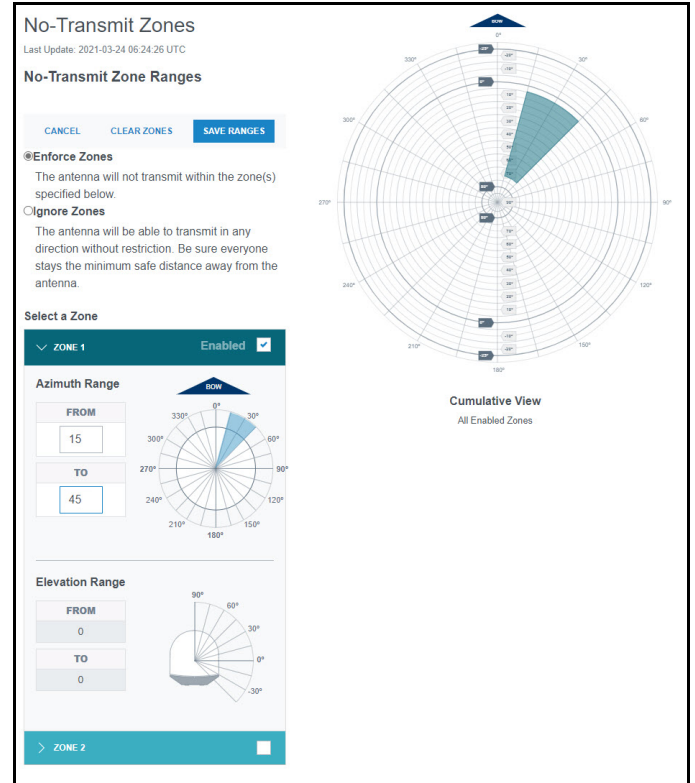 No-Transmit Zones
Last Update: 2021-03-24 06:24:26 UTC
No-Transmit Zone Ranges
CANCEL CLEAR ZONES SAVE RANGES
Enforce Zones
The antenna will not transmit within the zone(s)
specified below.
Ignore Zones
The antenna will be able to transmit in any
direction without restriction. Be sure everyone
stays the minimum safe distance away from the
antenna.
Select a Zone
ZONE 1 Enabled
Azimuth Range
FROM
15
TO
45
BOW
0°
30°
60°
90°
120°
150°
180°
210°
240°
270°
300°
330°
Elevation Range
FROM
0
TO
0
90°
60°
30°
0°
-30°
ZONE 2
BOW
0°
30°
60°
90°
120°
150°
180°
210°
240°
270°
300°
330°
Cumulative View
All Enabled Zones